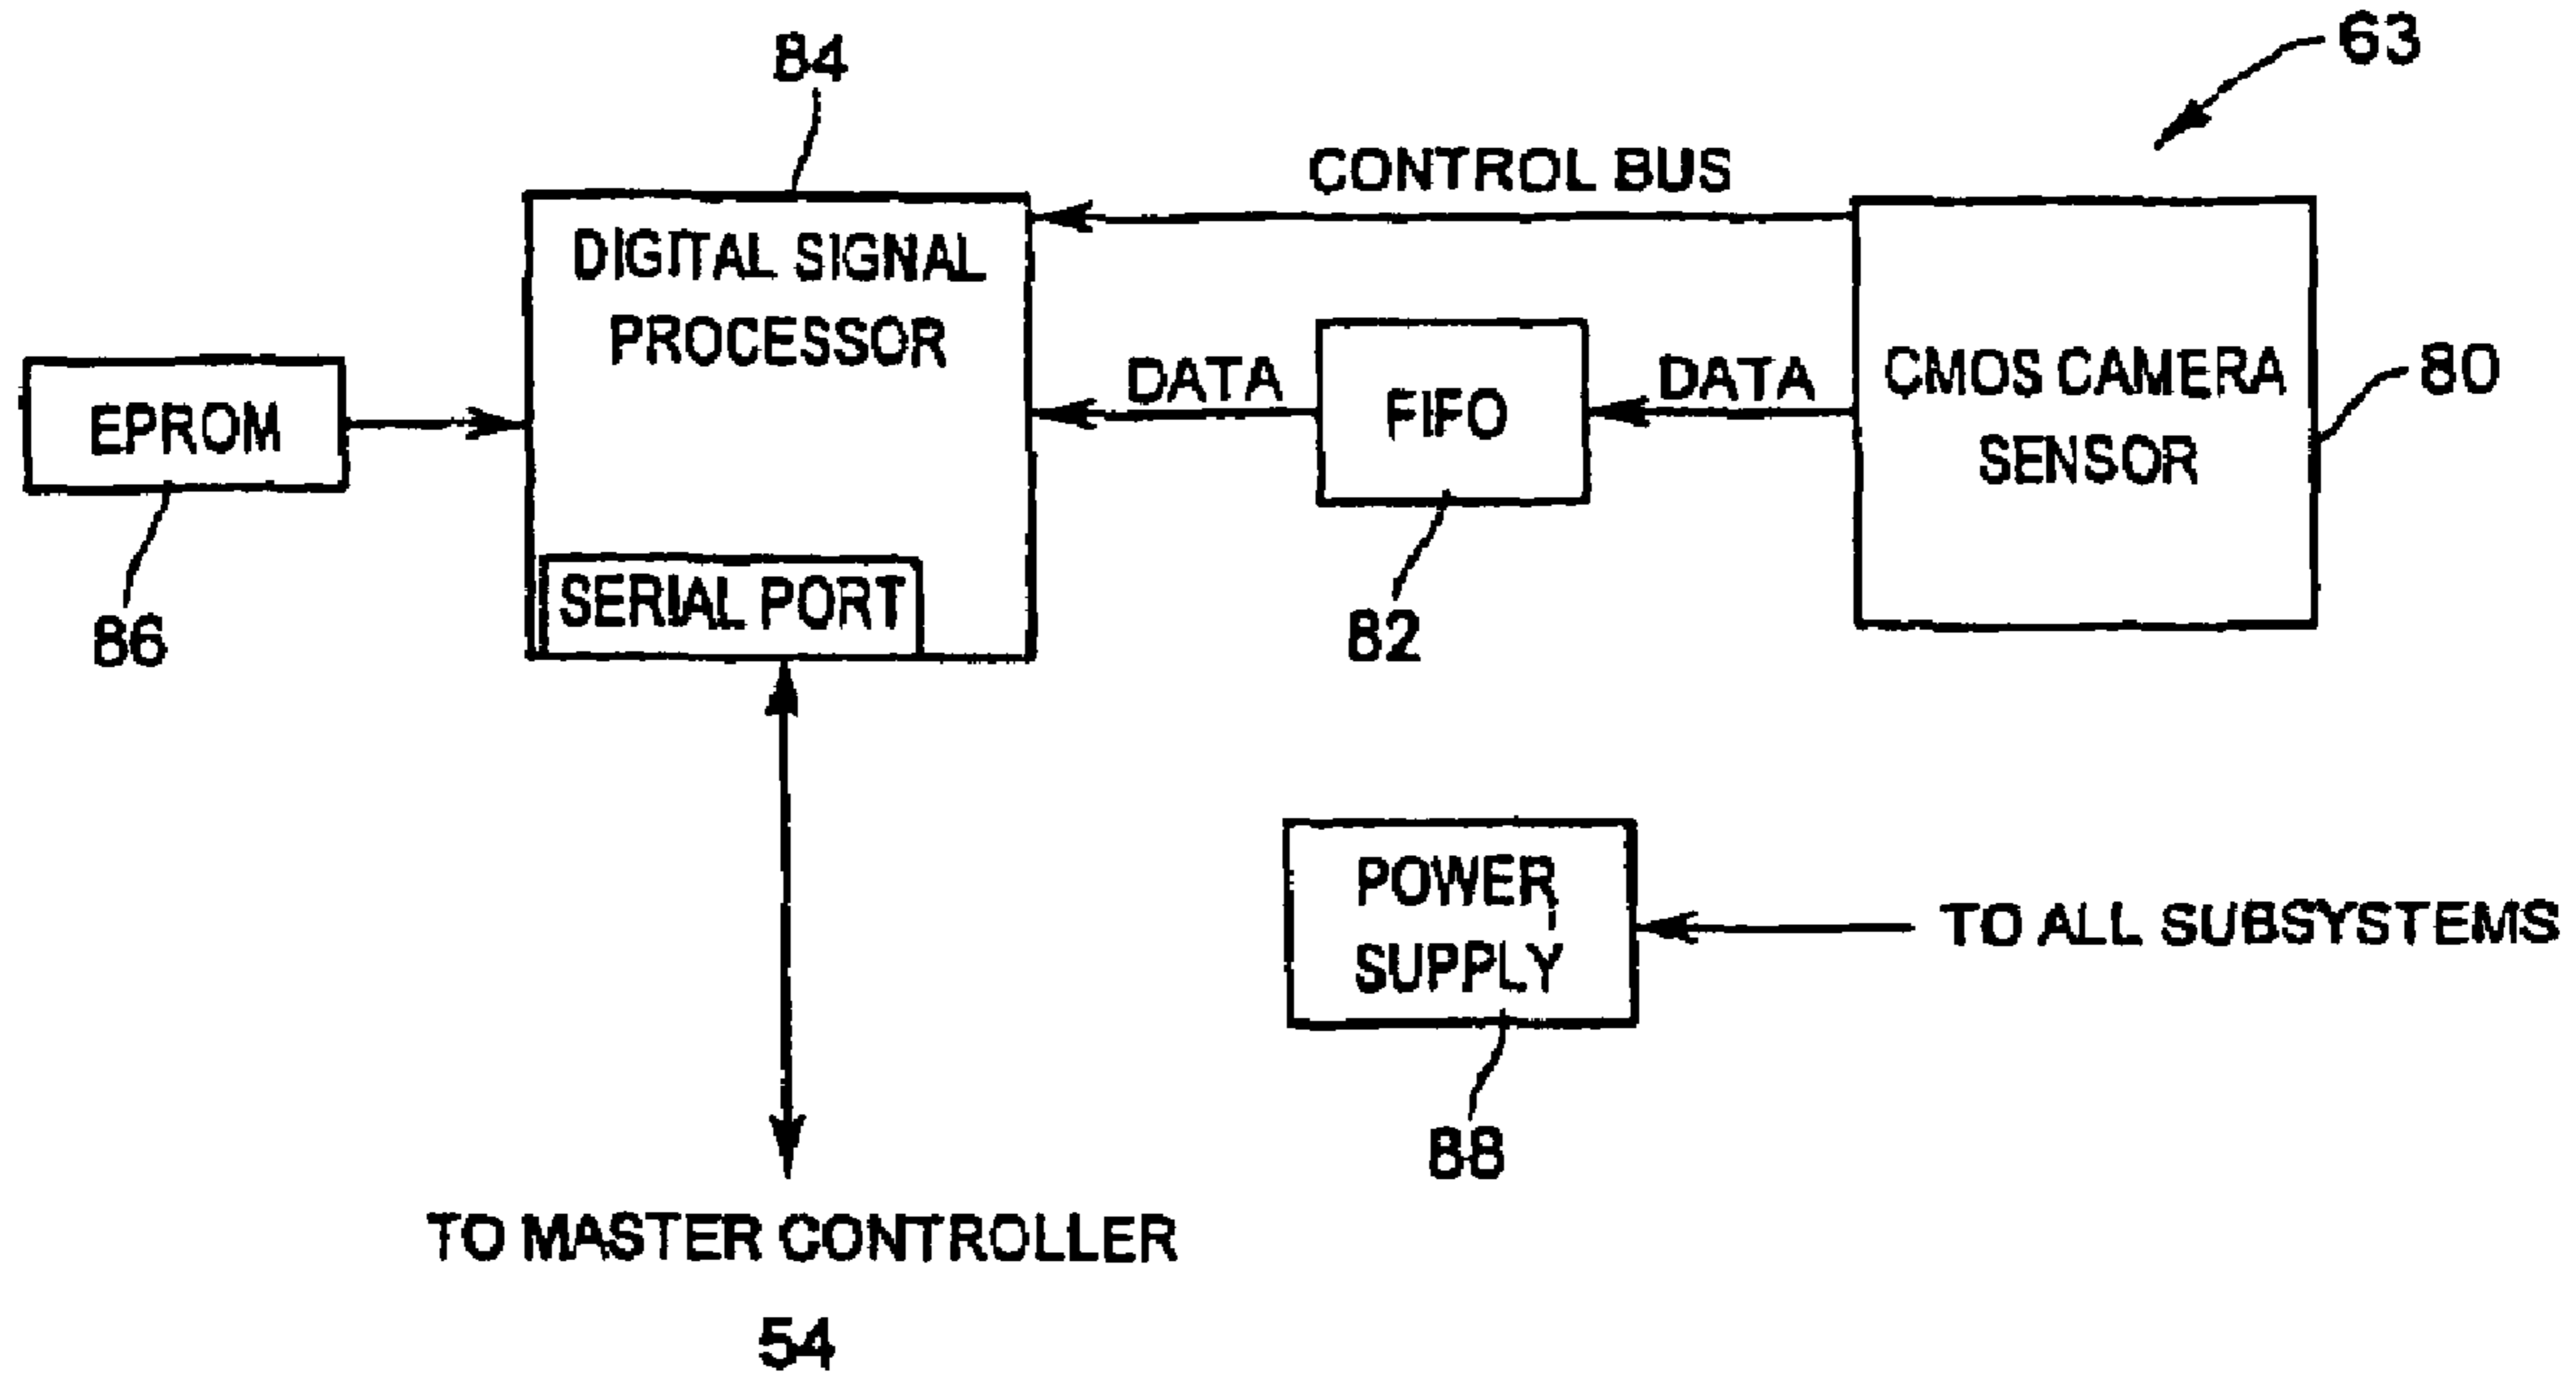 84
63
CONTROL BUS
DIGITAL SIGNAL
PROCESSOR
DATA
FIFO
DATA
CMOS CAMERA
SENSOR
80
EPROM
SERIAL PORT
86
82
POWER
SUPPLY
TO ALL SUBSYSTEMS
88
TO MASTER CONTROLLER
54